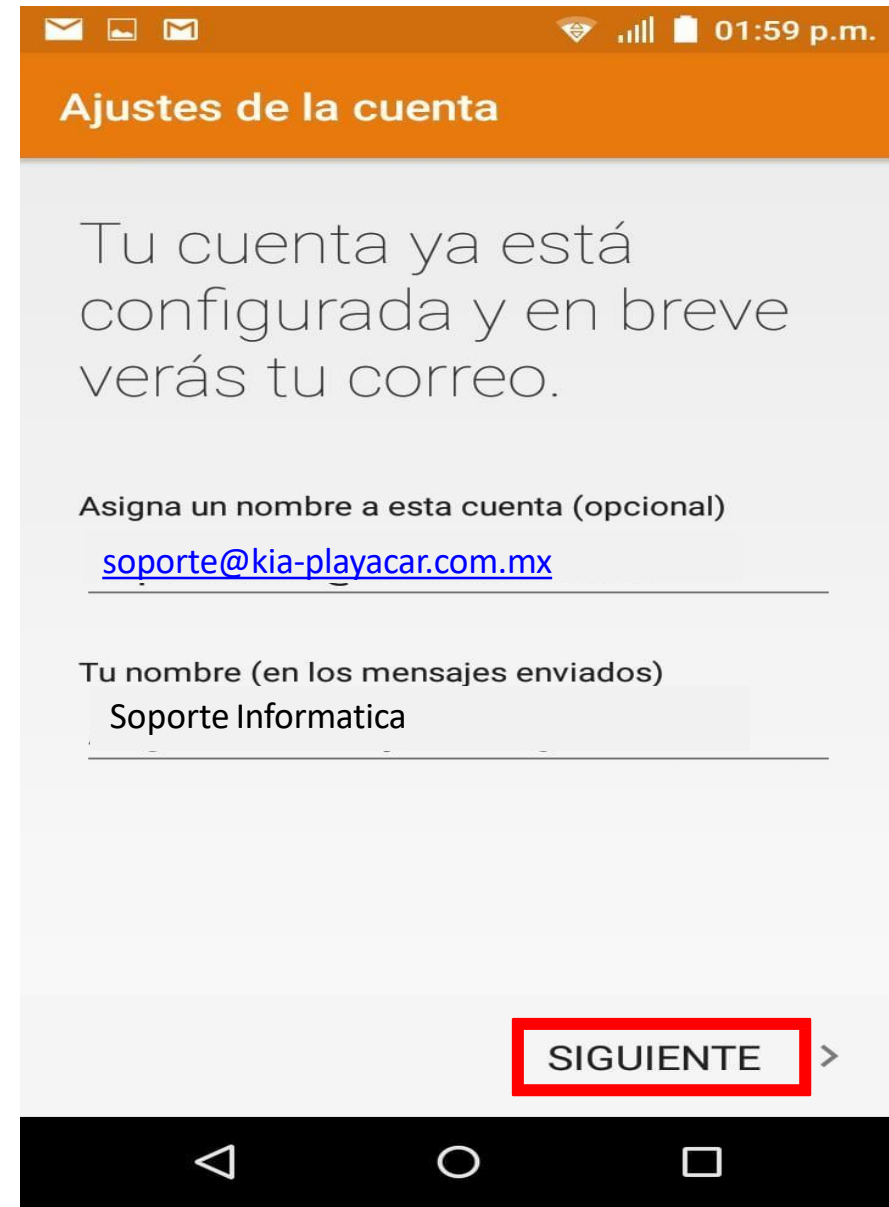 01:59 p.m.
Ajustes de la cuenta
Tu cuenta ya está
configurada y en breve
verás tu correo.
Asigna un nombre a esta cuenta (opcional)
soporte@kia-playacar.com.mx
Tu nombre (en los mensajes enviados)
Soporte Informatica
SIGUIENTE >